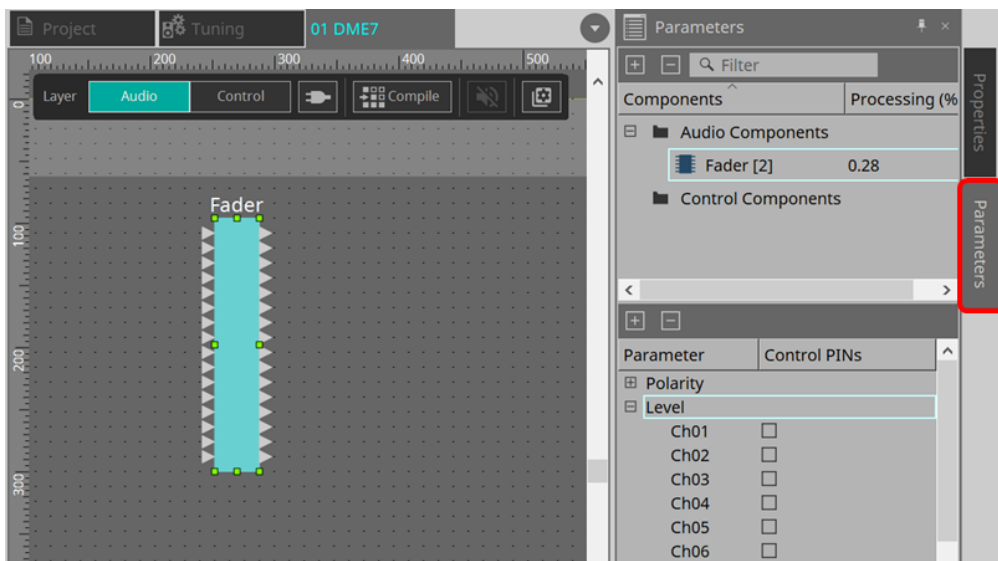 Project
Tuning
01 DME7
100 200 300 400 500
Layer
Audio
Control
Compile
0
Fader
100
200
300
Parameters
Filter
Components
Processing (%
Audio Components
Fader [2]
0.28
Control Components
Parameter
Control PINs
Polarity
Level
Ch01
Ch02
Ch03
Ch04
Ch05
Ch06
Properties
Parameters